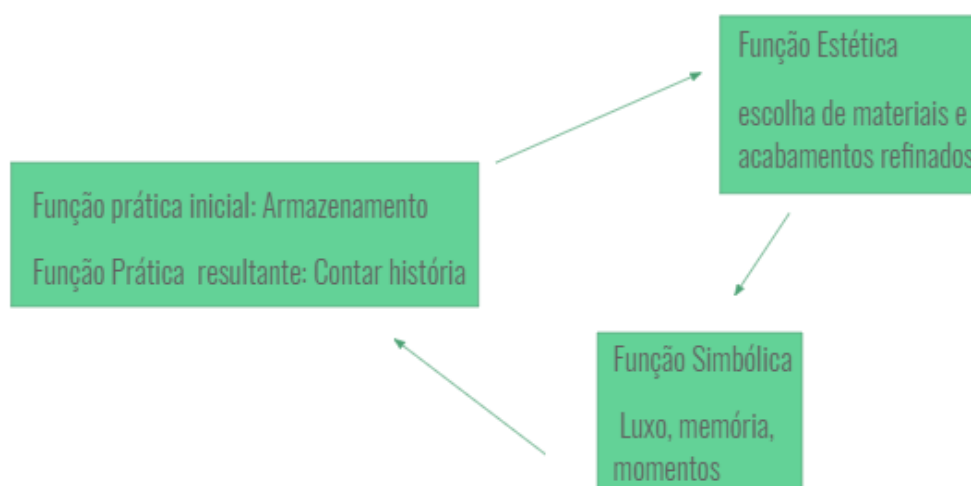 Função Estética
escolha de materiais e
acabamentos refinados
Função prática inicial: Armazenamento
Função Prática resultante: Contar história
Função Simbólica
Luxo, memória,
momentos